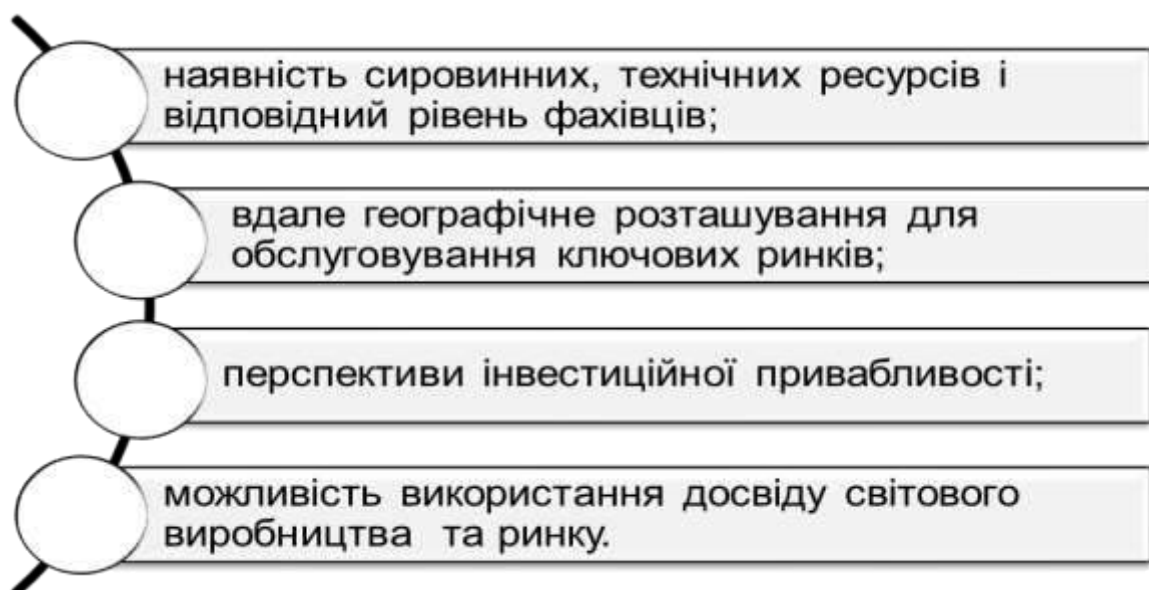 наявність сировинних, технічних ресурсів і
відповідний рівень фахівців;
вдале географічне розташування для
обслуговування ключових ринків;
перспективи інвестиційної привабливості;
можливість використання досвіду світового
виробництва та ринку.